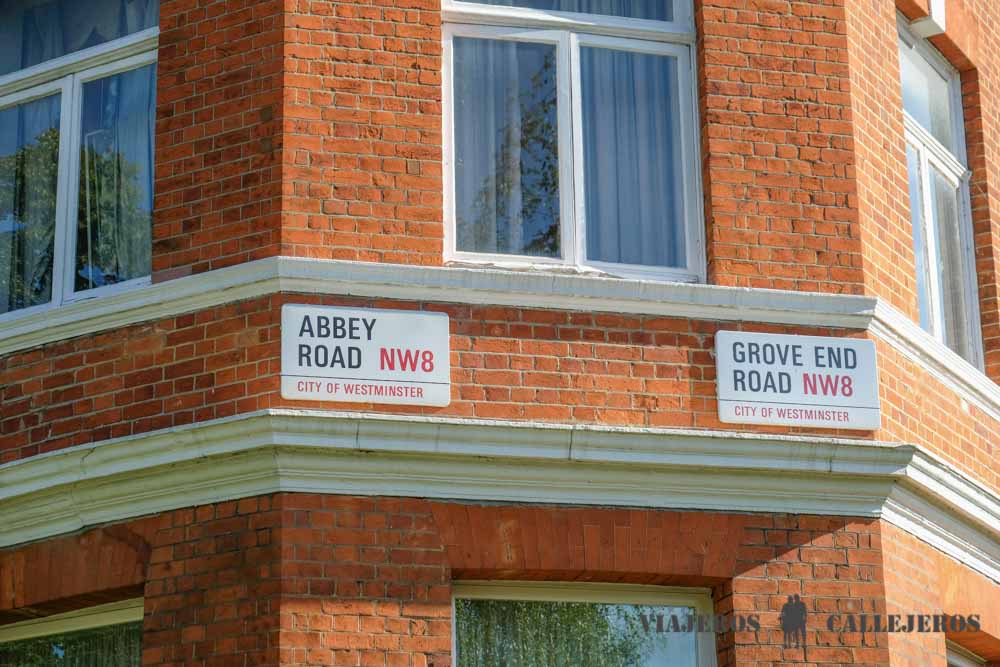 ABBEY
ROAD NW8
CITY OF WESTMINSTER
GROVE END
ROAD NW8
CITY OF WESTMINSTER
VIAJEROS CALLEJEROS